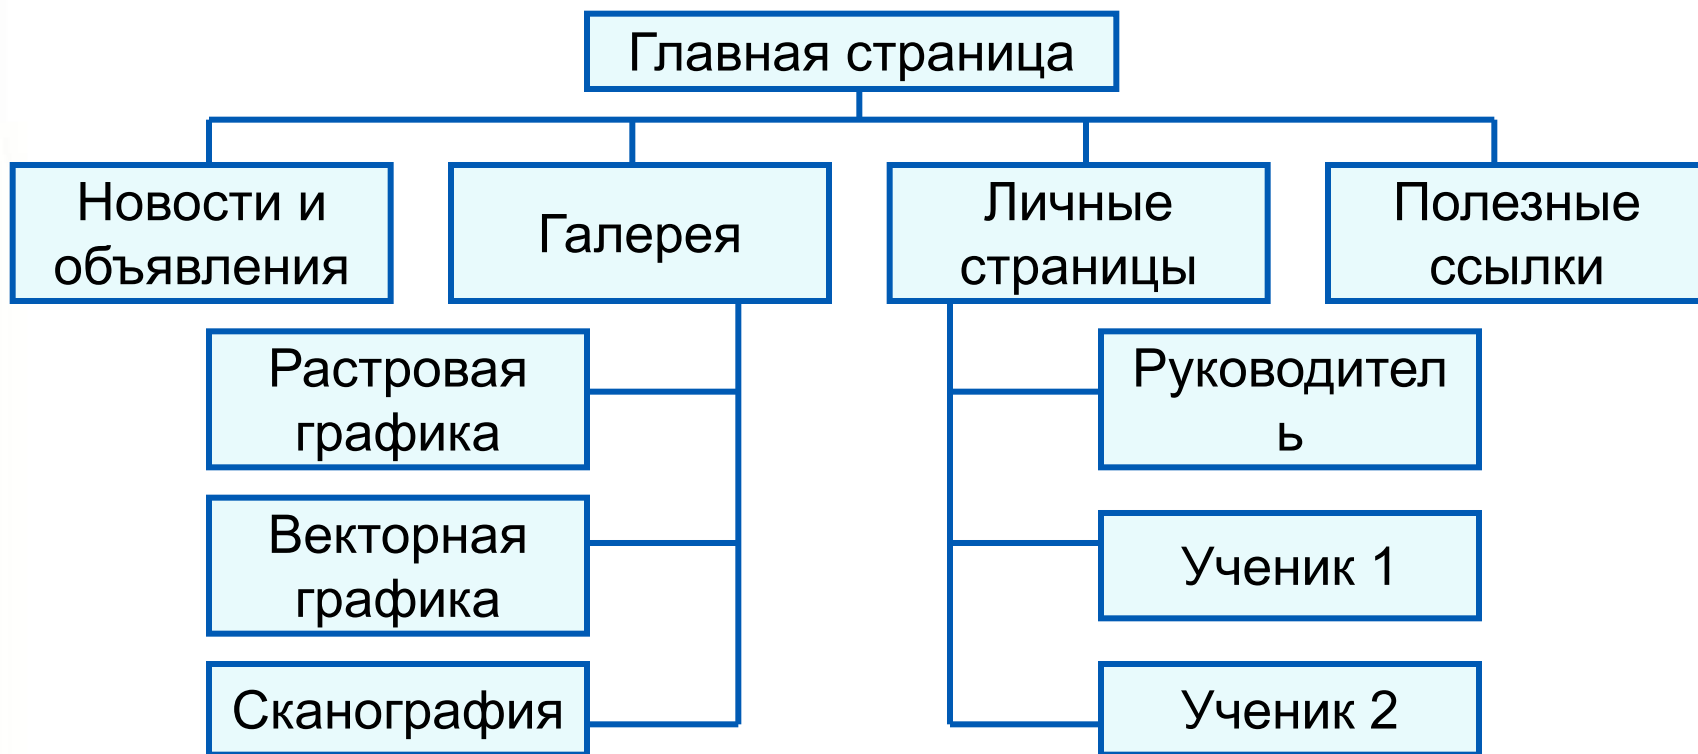 Главная страница
Новости и
объявления
Галерея
Личные
страницы
Полезные
ссылки
Растровая
графика
Векторная
графика
Сканография
Руководител
ь
Ученик 1
Ученик 2